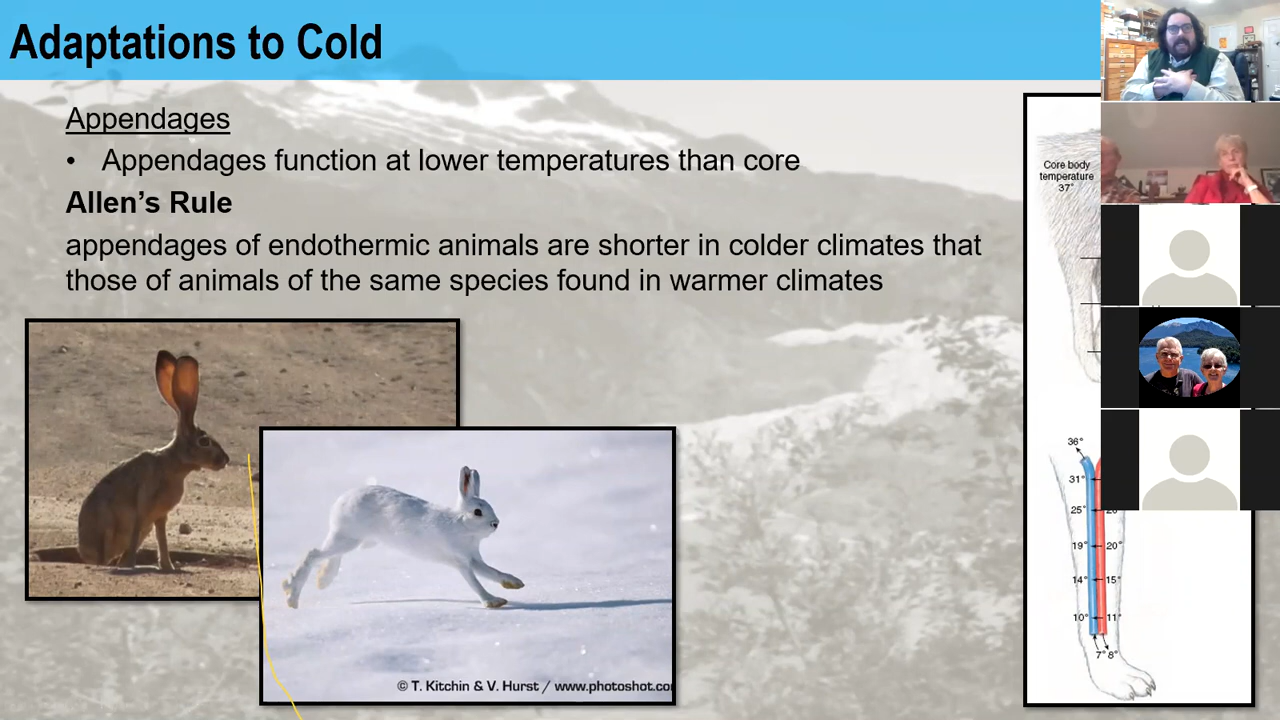 Adaptations to Cold
Appendages
• Appendages function at lower temperatures than core
Allen's Rule
appendages of endothermic animals are shorter in colder climates that
those of animals of the same species found in warmer climates
Core body
temperature
37°
36°
31°
25°
19° 20°
14° 15°
10° 11°
7° 8°
© T. Kitchin & V. Hurst / www.photoshot.co